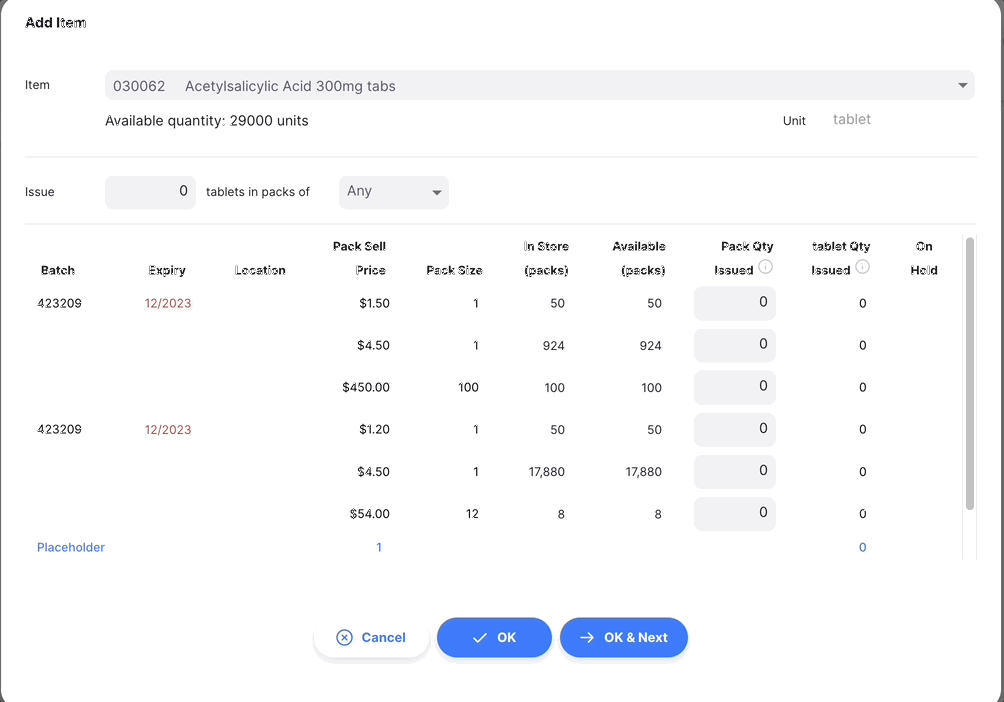 Add Item
Item 030062 Acetylsalicylic Acid 300mg tabs
Available quantity: 29000 units Unit tablet
Issue 0 tablets in packs of Any
Pack Sell In Store Available Pack Qty tablet Qty On
Batch Expiry Location Price Pack Size (packs) (packs) Issued Issued Hold
423209 12/2023 $1.50 1 50 50 0 0
$4.50 1 924 924 0 0
$450.00 100 100 100 0 0
423209 12/2023 $1.20 1 50 50 0 0
$4.50 1 17,880 17,880 0 0
$54.00 12 8 8 0 0
Placeholder 1 0
Cancel OK OK & Next